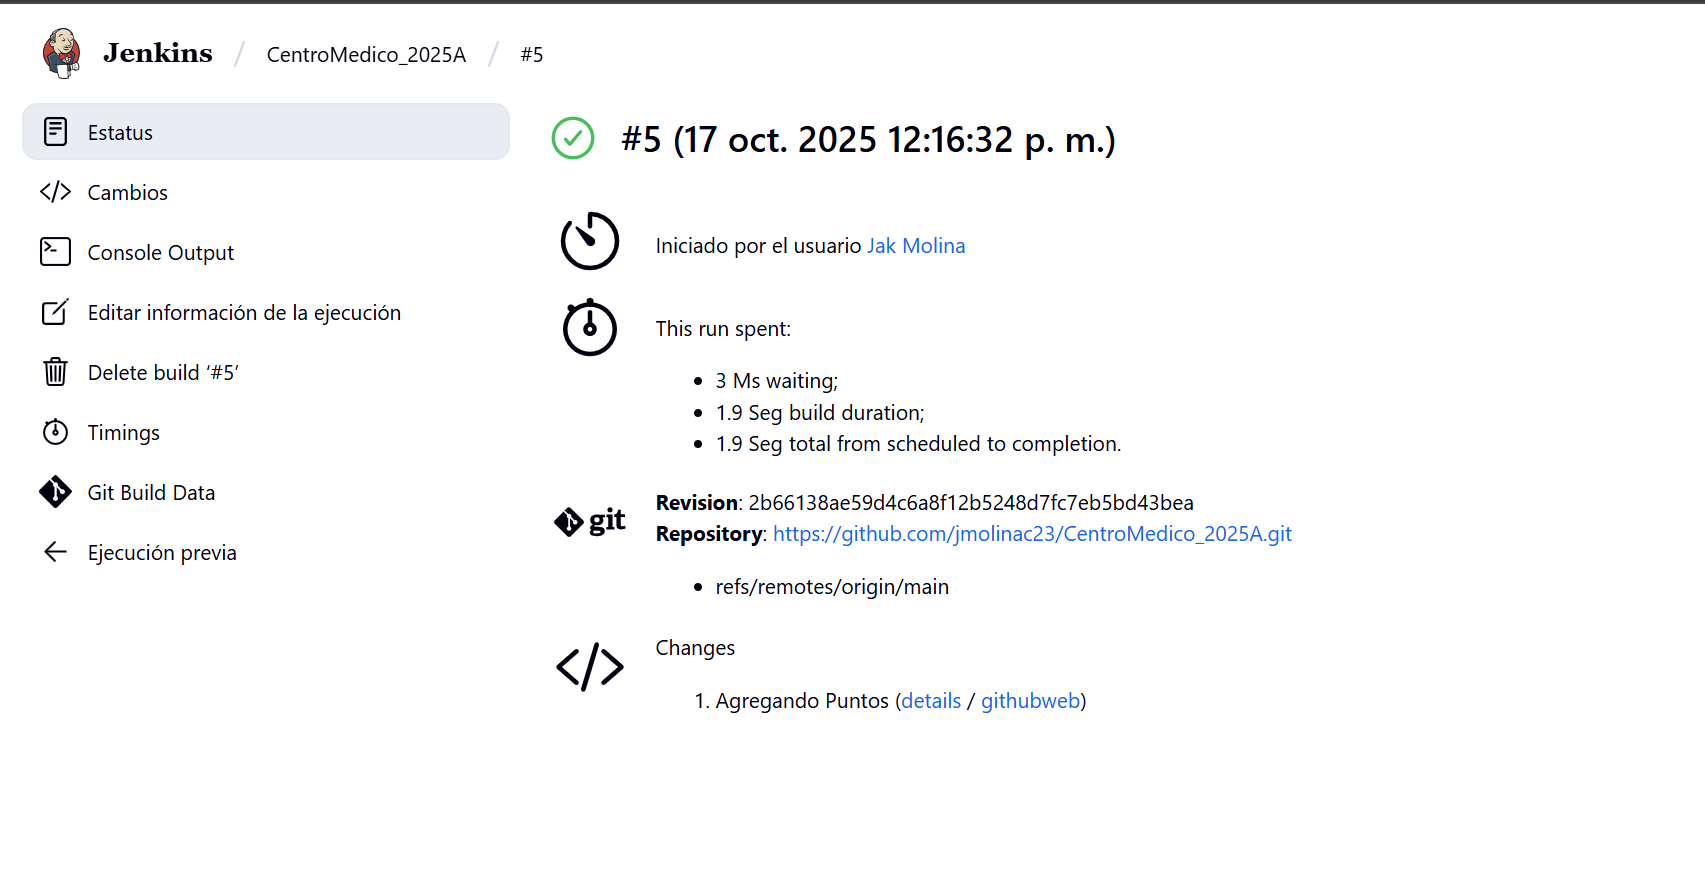 Jenkins / CentroMedico_2025A / #5
Estatus
Cambios
Console Output
Editar información de la ejecución
Delete build ‘#5’
Timings
Git Build Data
Ejecución previa
#5 (17 oct. 2025 12:16:32 p. m.)
Iniciado por el usuario Jak Molina
This run spent:
• 3 Ms waiting;
• 1.9 Seg build duration;
• 1.9 Seg total from scheduled to completion.
git
Revision: 2b66138ae59d4c6a8f12b5248d7fc7eb5bd43bea
Repository: https://github.com/jmolinac23/CentroMedico_2025A.git
• refs/remotes/origin/main
Changes
1. Agregando Puntos (details / githubweb)